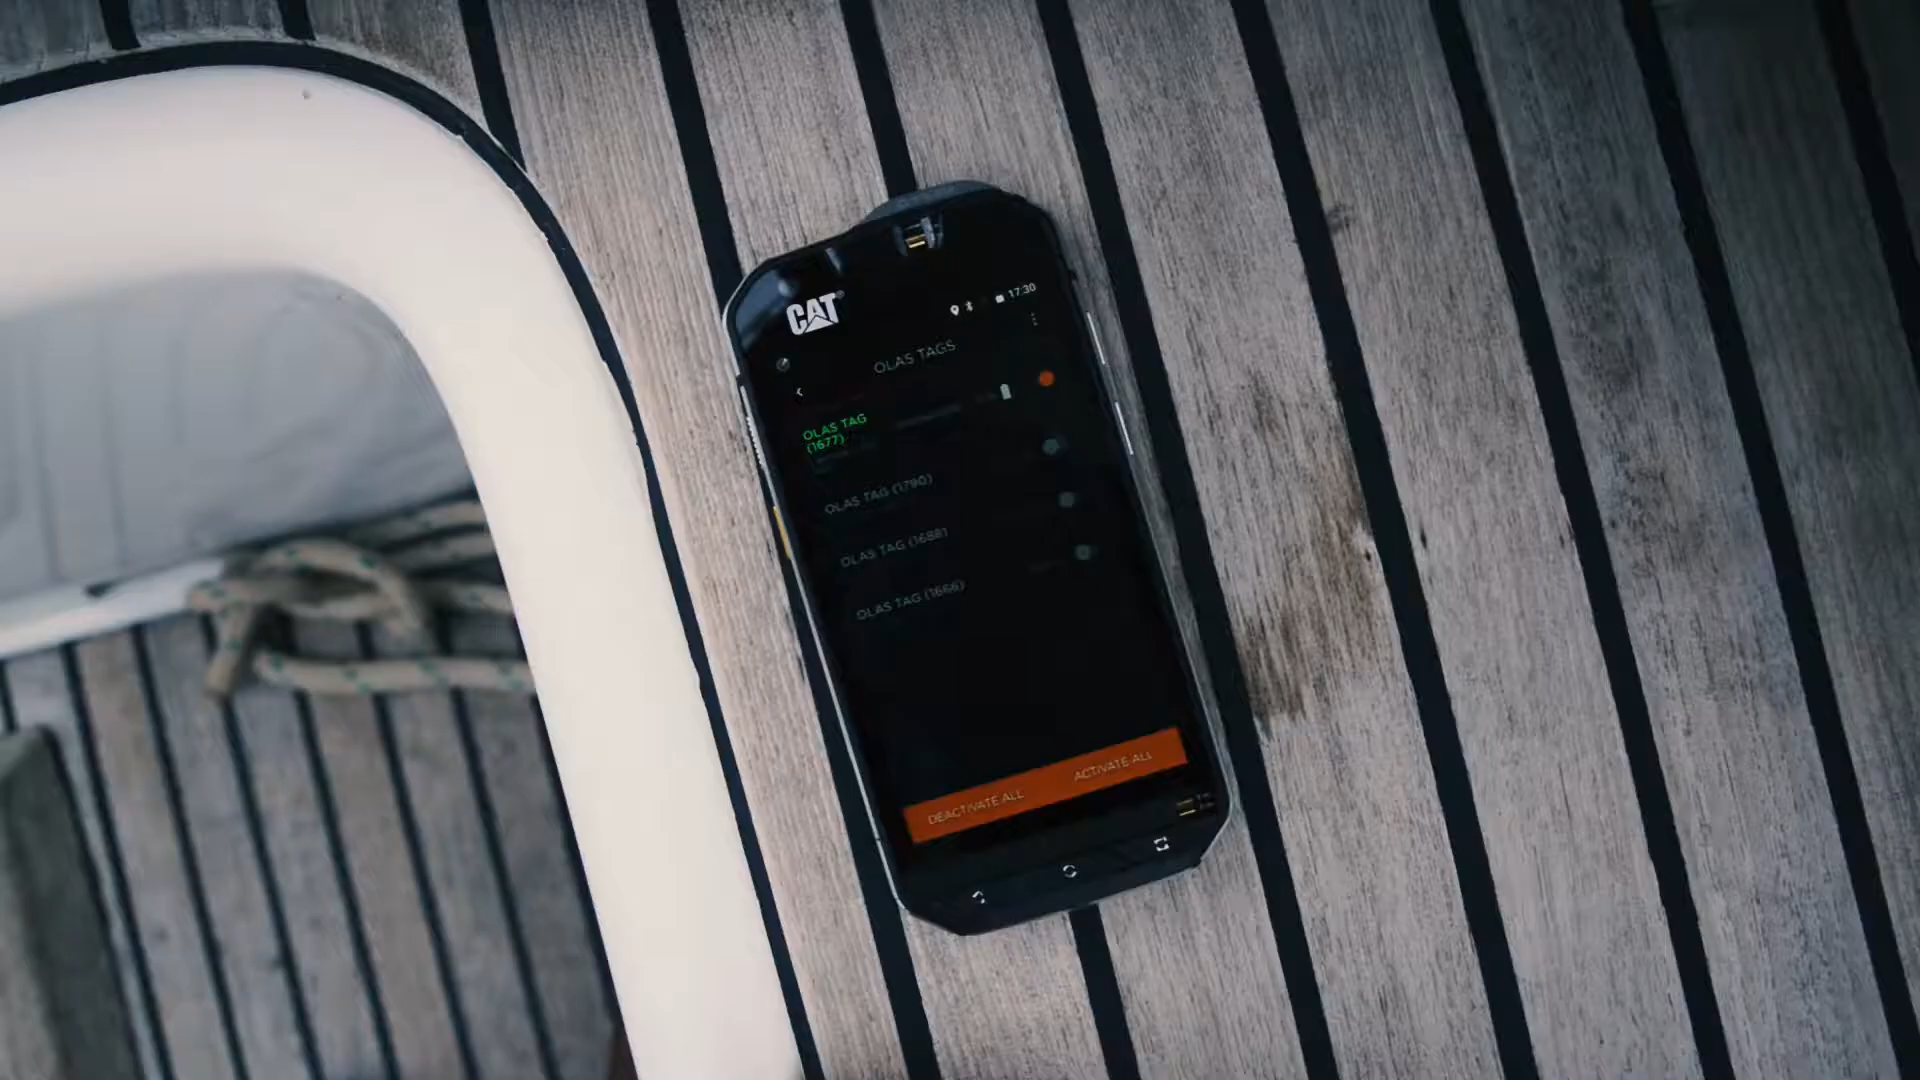 CAT
17:30
OLAS TAGS
OLAS TAG
(1677)
OLAS TAG (1790)
OLAS TAG (1688)
OLAS TAG (1666)
DEACTIVATE ALL
ACTIVATE ALL